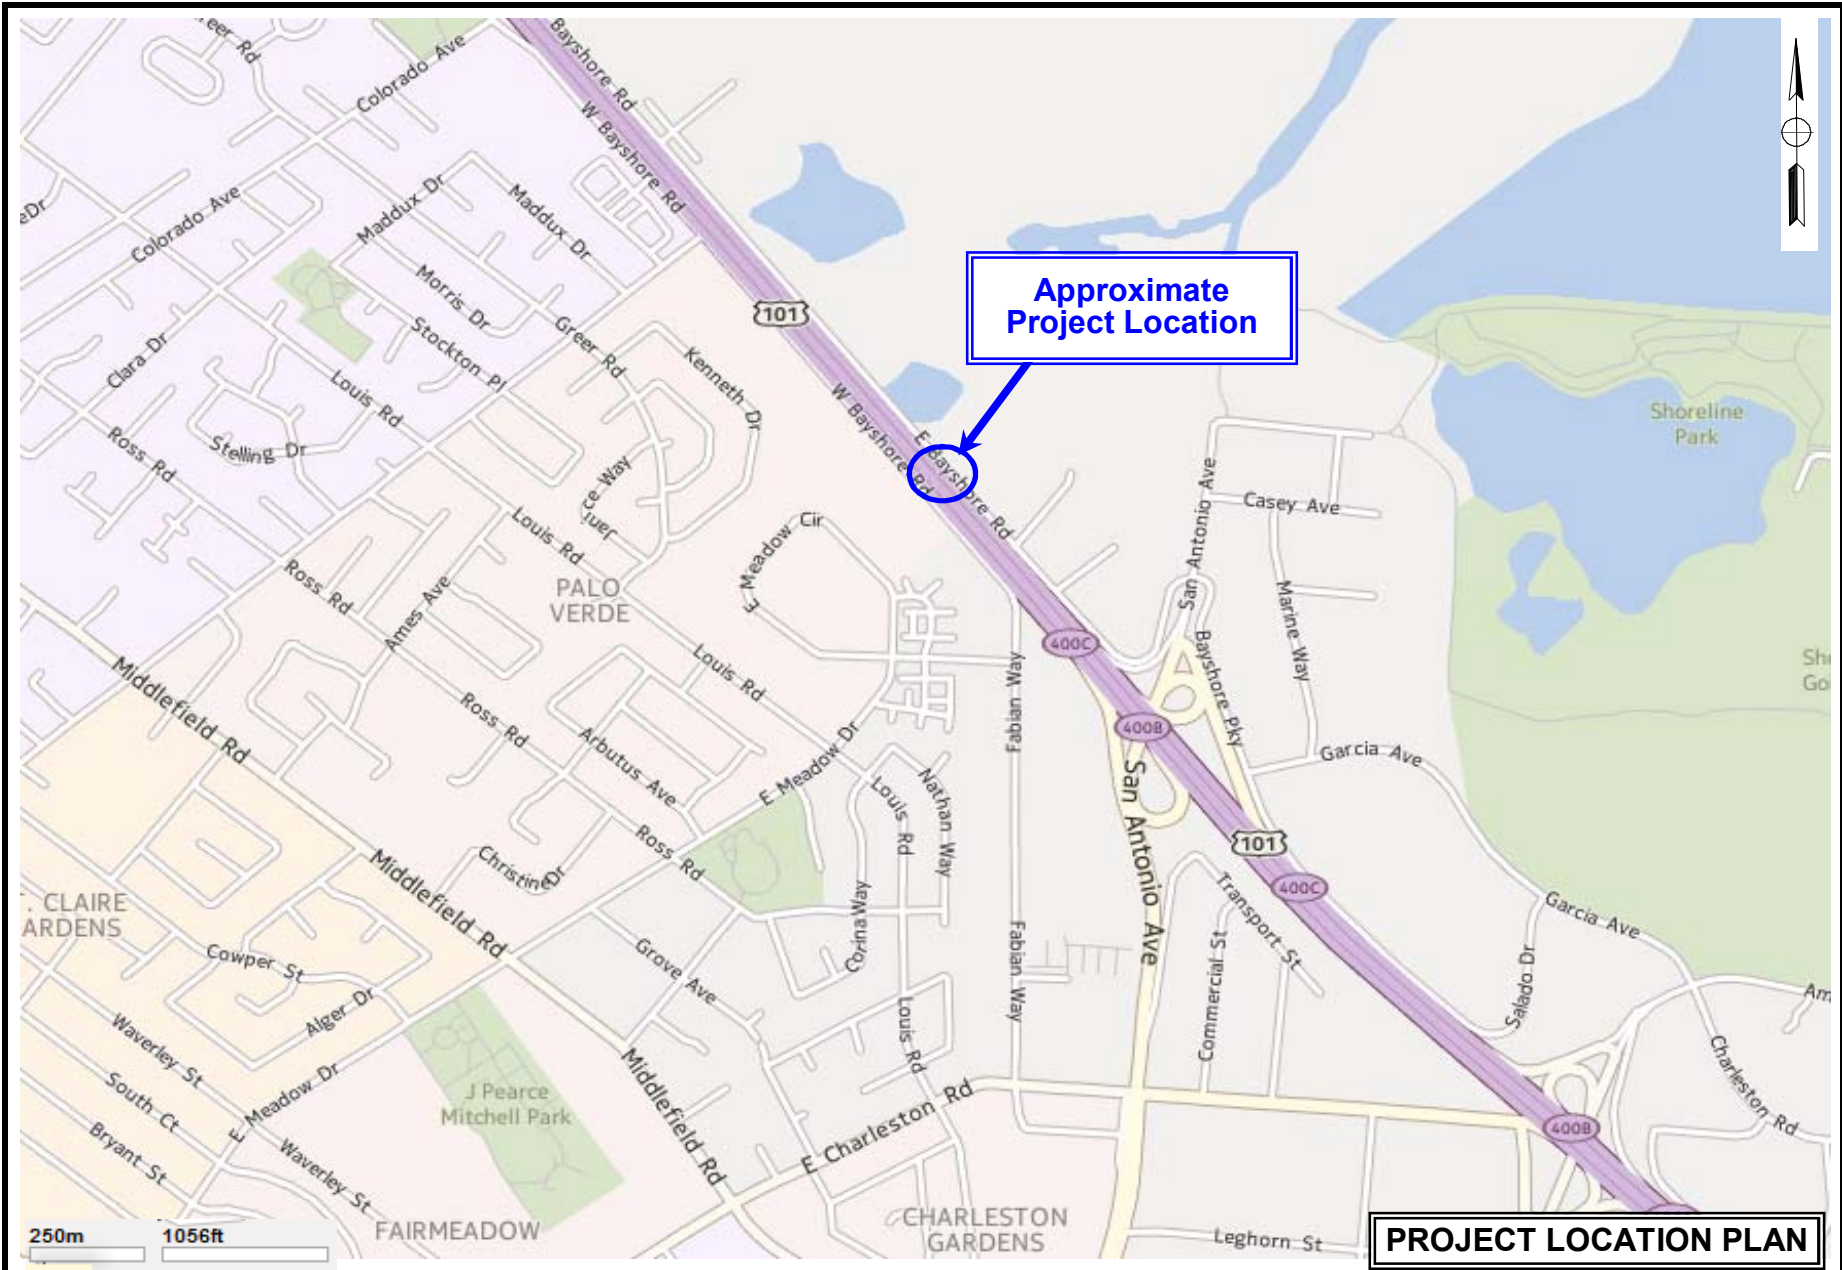 Bayshore Rd
Colorado Ave
W Bayshore Rd
Maddux Dr
Maddux Dr
Colorado Ave
Approximate
Project Location
Morris Dr
101
Stockton Pl
Greer Rd
Kenneth Dr
Clara Dr
Louis Rd
W Bayshore Rd
E Bayshore Rd
Shoreline
Park
Ross Rd
Stelling Dr
San Antonio Ave
Casey Ave
E Meadow Cir
Louis Rd
Ross Rd
Ames Ave
PALO
VERDE
San Antonio Ave
Marine Way
400C
Louis Rd
Fabian Way
Bayshore Pky
Middlefield Rd
Ross Rd
Arbutus Ave
400B
Garcia Ave
E Meadow Dr
Louis Rd
Nathan Way
San Antonio Ave
101
Ross Rd
Christine Dr
Middlefield Rd
400C
Transport St
Garcia Ave
CLAIRE
ARDENS
Corina Way
Cowper St
Grove Ave
Fabian Way
Commercial St
Salado Dr
Alger Dr
Louis Rd
Waverley St
Charleston Rd
J Pearce
Mitchell Park
Middlefield Rd
South Ct
E Meadow Dr
E Charleston Rd
400B
Bryant St
Waverley St
FAIRMEADOW
CHARLESTON
GARDENS
Leghorn St
250m 1056ft
PROJECT LOCATION PLAN